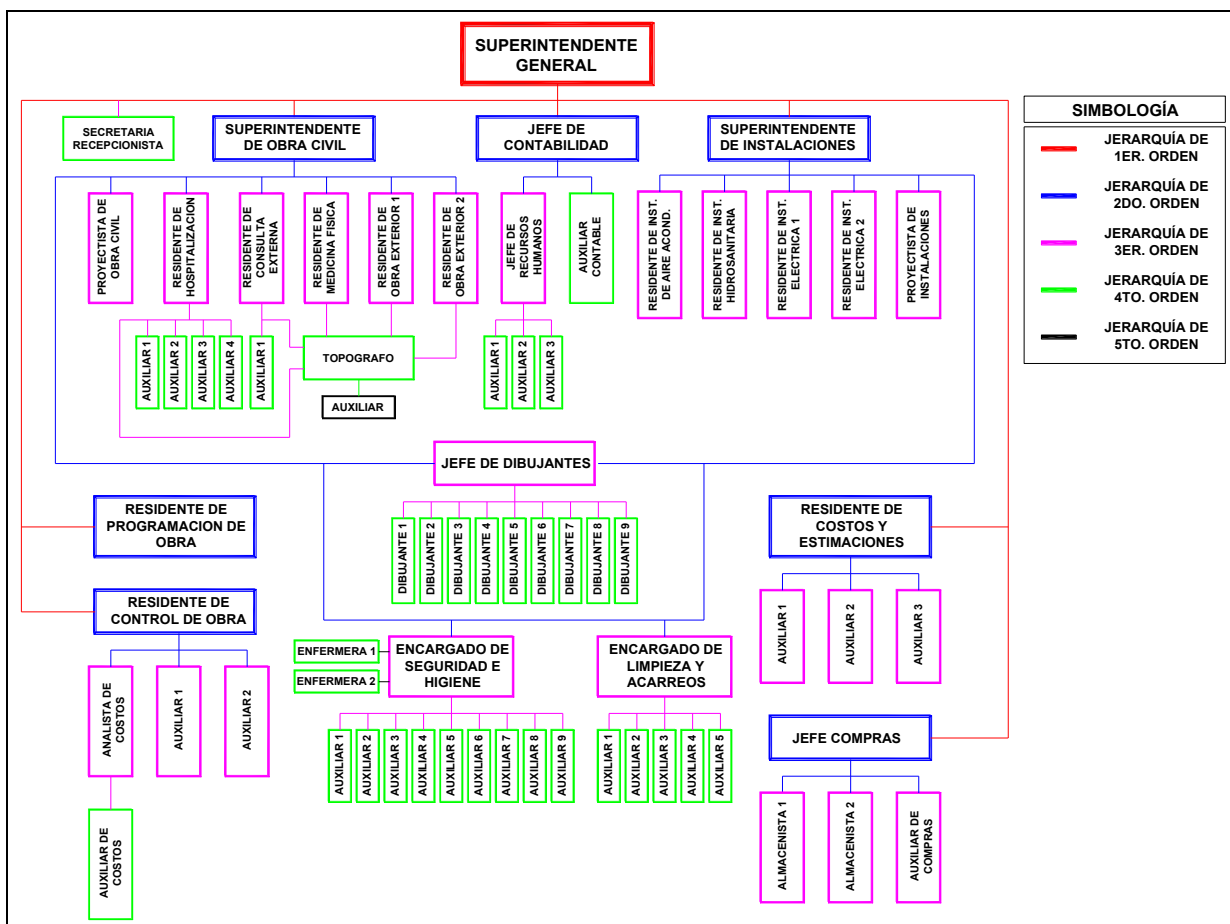 SUPERINTENDENTE
GENERAL
SIMBOLOGÍA
JERARQUÍA DE
1ER. ORDEN
JERARQUÍA DE
2DO. ORDEN
JERARQUÍA DE
3ER. ORDEN
JERARQUÍA DE
4TO. ORDEN
JERARQUÍA DE
5TO. ORDEN
SECRETARIA
RECEPCIONISTA
SUPERINTENDENTE
DE OBRA CIVIL
JEFE DE
CONTABILIDAD
SUPERINTENDENTE
DE INSTALACIONES
PROYECTISTA DE
OBRA CIVIL
RESIDENTE DE
HOSPITALIZACION
RESIDENTE DE
CONSULTA
EXTERNA
RESIDENTE DE
MEDICINA FISICA
RESIDENTE DE
OBRA EXTERIOR 1
RESIDENTE DE
OBRA EXTERIOR 2
JEFE DE
RECURSOS
HUMANOS
AUXILIAR
CONTABLE
RESIDENTE DE INST.
DE AIRE ACOND.
RESIDENTE DE INST.
HIDROSANITARIA
RESIDENTE DE INST.
ELECTRICA 1
RESIDENTE DE INST.
ELECTRICA 2
PROYECTISTA DE
INSTALACIONES
AUXILIAR 1
AUXILIAR 2
AUXILIAR 3
AUXILIAR 4
AUXILIAR 1
TOPOGRAFO
AUXILIAR
AUXILIAR 1
AUXILIAR 2
AUXILIAR 3
JEFE DE DIBUJANTES
DIBUJANTE 1
DIBUJANTE 2
DIBUJANTE 3
DIBUJANTE 4
DIBUJANTE 5
DIBUJANTE 6
DIBUJANTE 7
DIBUJANTE 8
DIBUJANTE 9
RESIDENTE DE
PROGRAMACION DE
OBRA
RESIDENTE DE
COSTOS Y
ESTIMACIONES
AUXILIAR 1
AUXILIAR 2
AUXILIAR 3
RESIDENTE DE
CONTROL DE OBRA
ANALISTA DE
COSTOS
AUXILIAR 1
AUXILIAR 2
AUXILIAR DE
COSTOS
ENFERMERA 1
ENFERMERA 2
ENCARGADO DE
SEGURIDAD E
HIGIENE
AUXILIAR 1
AUXILIAR 2
AUXILIAR 3
AUXILIAR 4
AUXILIAR 5
AUXILIAR 6
AUXILIAR 7
AUXILIAR 8
AUXILIAR 9
ENCARGADO DE
LIMPIEZA Y
ACARREOS
AUXILIAR 1
AUXILIAR 2
AUXILIAR 3
AUXILIAR 4
AUXILIAR 5
JEFE COMPRAS
ALMACENISTA 1
ALMACENISTA 2
AUXILIAR DE
COMPRAS